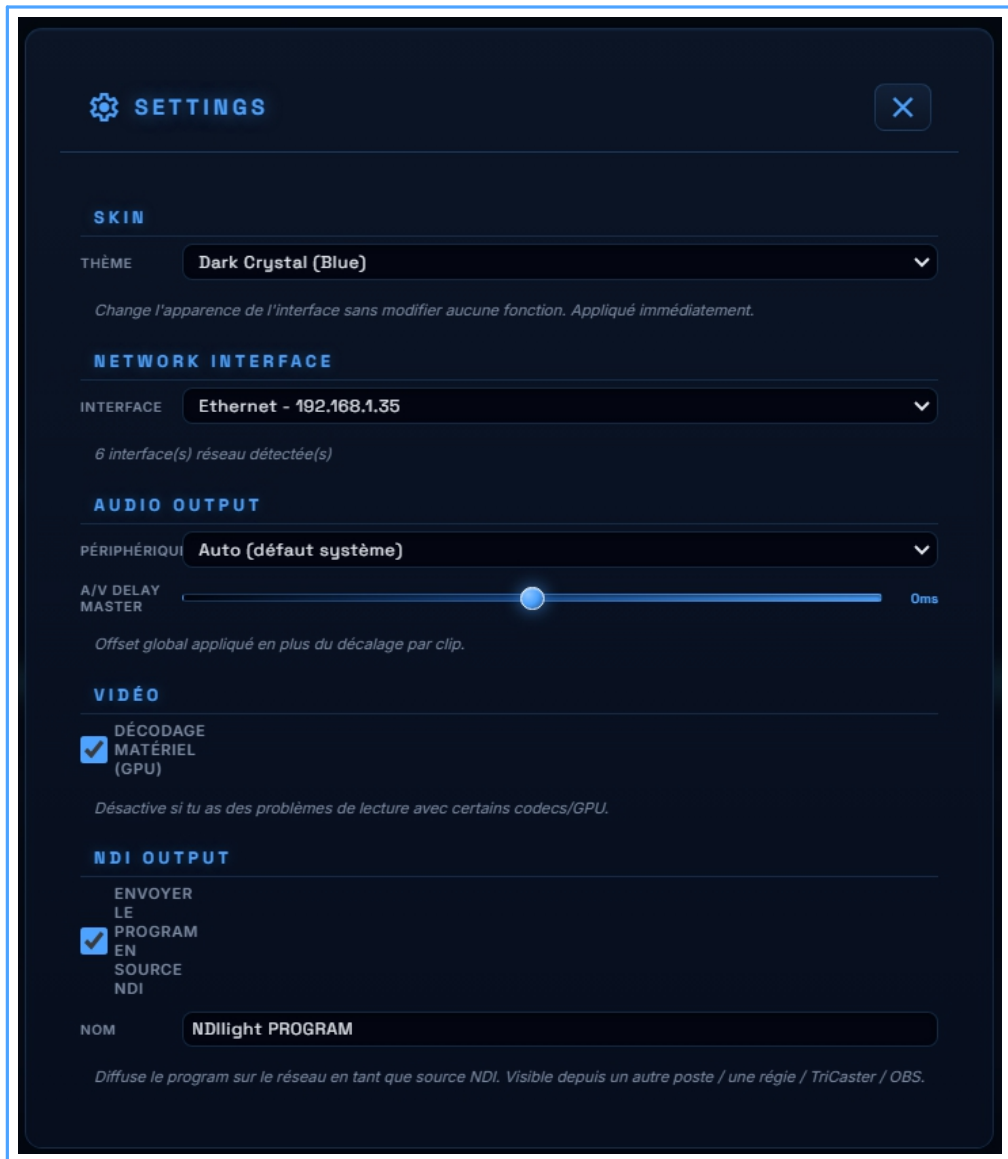 SETTINGS
SKIN
THÈME
Dark Crystal (Blue)
Change l'apparence de l'interface sans modifier aucune fonction. Appliqué immédiatement.
NETWORK INTERFACE
INTERFACE
Ethernet - 192.168.1.35
6 interface(s) réseau détectée(s)
AUDIO OUTPUT
PÉRIPHÉRIQU
Auto (défaut système)
A/V DELAY
MASTER
0ms
Offset global appliqué en plus du décalage par clip.
VIDÉO
DÉCODAGE
MATÉRIEL
(GPU)
Désactive si tu as des problèmes de lecture avec certains codecs/GPU.
NDI OUTPUT
ENVOYER
LE
PROGRAM
EN
SOURCE
NDI
NOM
NDIlight PROGRAM
Diffuse le program sur le réseau en tant que source NDI. Visible depuis un autre poste / une régie / TriCaster / OBS.